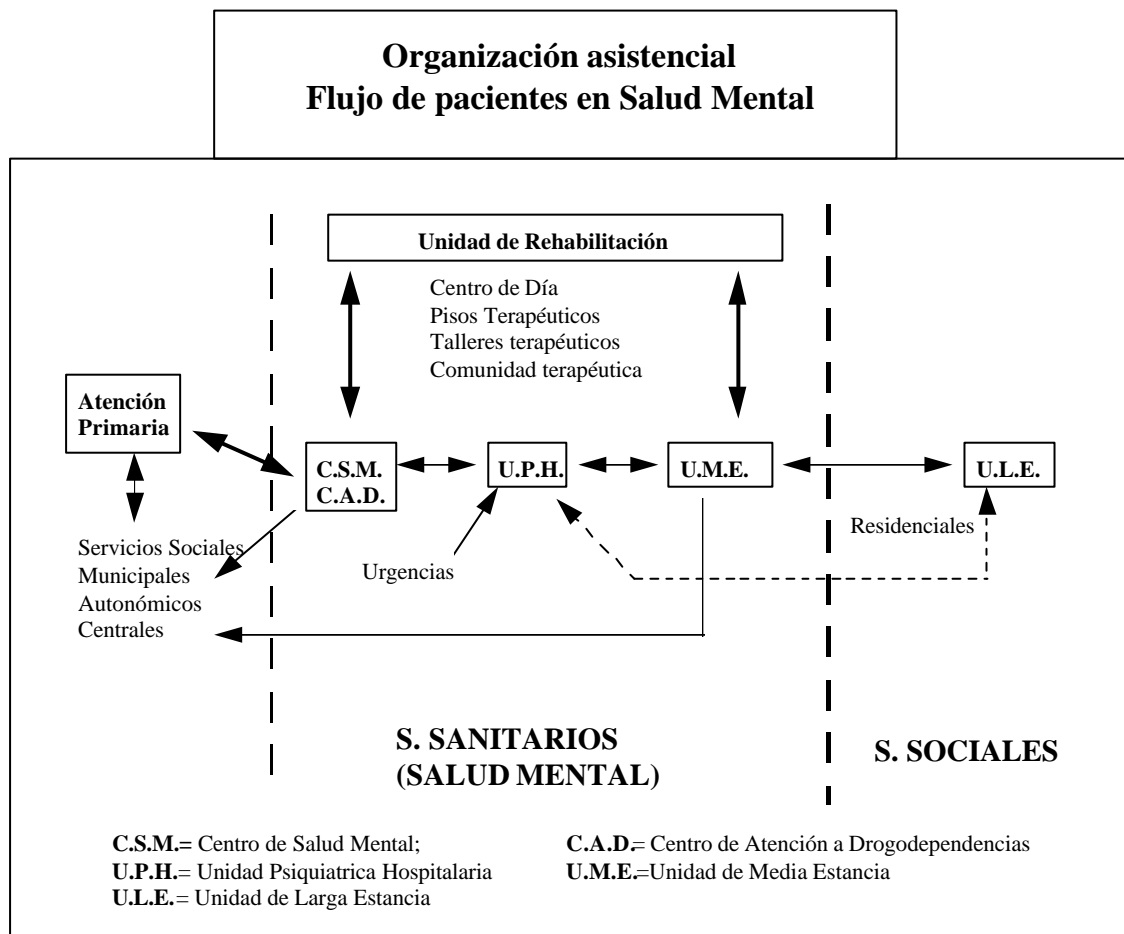 Organización asistencial
Flujo de pacientes en Salud Mental
Unidad de Rehabilitación
Centro de Día
Pisos Terapéuticos
Talleres terapéuticos
Comunidad terapéutica
Atención
Primaria
C.S.M.
C.A.D.
U.P.H.
U.M.E.
U.L.E.
Residenciales
Servicios Sociales
Municipales
Autonómicos
Centrales
Urgencias
S. SANITARIOS
(SALUD MENTAL)
S. SOCIALES
C.S.M.= Centro de Salud Mental;
C.A.D.= Centro de Atención a Drogodependencias
U.P.H.= Unidad Psiquiatrica Hospitalaria
U.M.E.=Unidad de Media Estancia
U.L.E.= Unidad de Larga Estancia